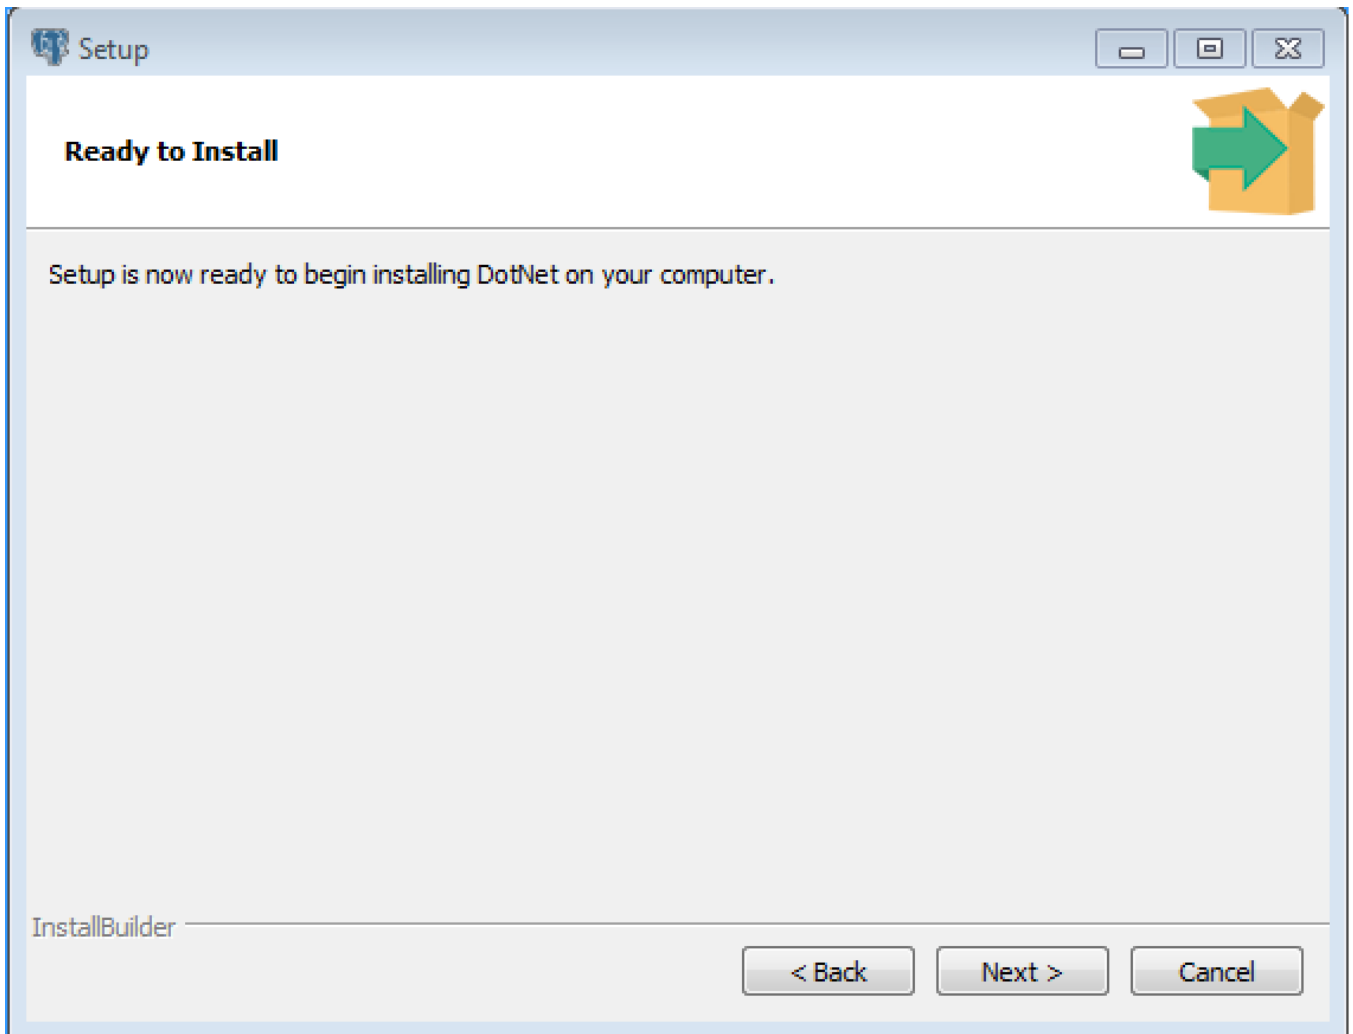 Setup
Ready to Install
Setup is now ready to begin installing DotNet on your computer.
InstallBuilder
< Back
Next >
Cancel